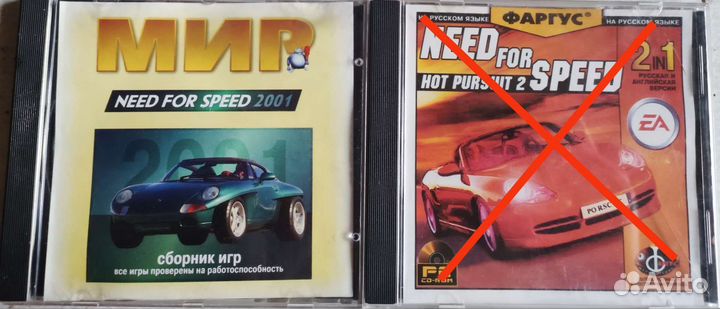 МИР
NEED FOR SPEED 2001
2001
сборник игр
все игры проверены на работоспособность
НА РУССКОМ ЯЗЫКЕ
ФАРГУС®
НА РУССКОМ ЯЗЫКЕ
NEED FOR SPEED
HOT PURSUIT 2
2 IN 1
РУССКАЯ И
АНГЛИЙСКАЯ
ВЕРСИИ
EA
PORSCHE
CD-ROM
Avito